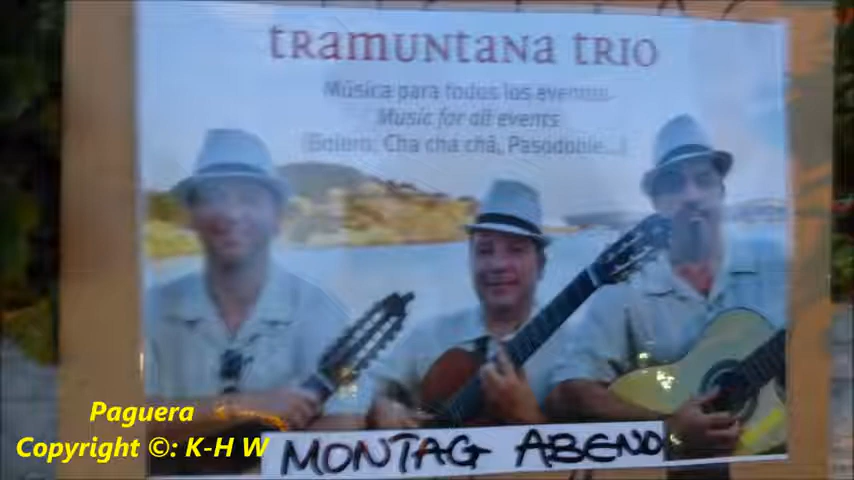 tRamuntana tRIO
Música para todos los eventos
Music for all events
(Bolero, Cha cha chá, Pasodoble...)
Paguera
Copyright ©: K-H W
MONTAG ABEND